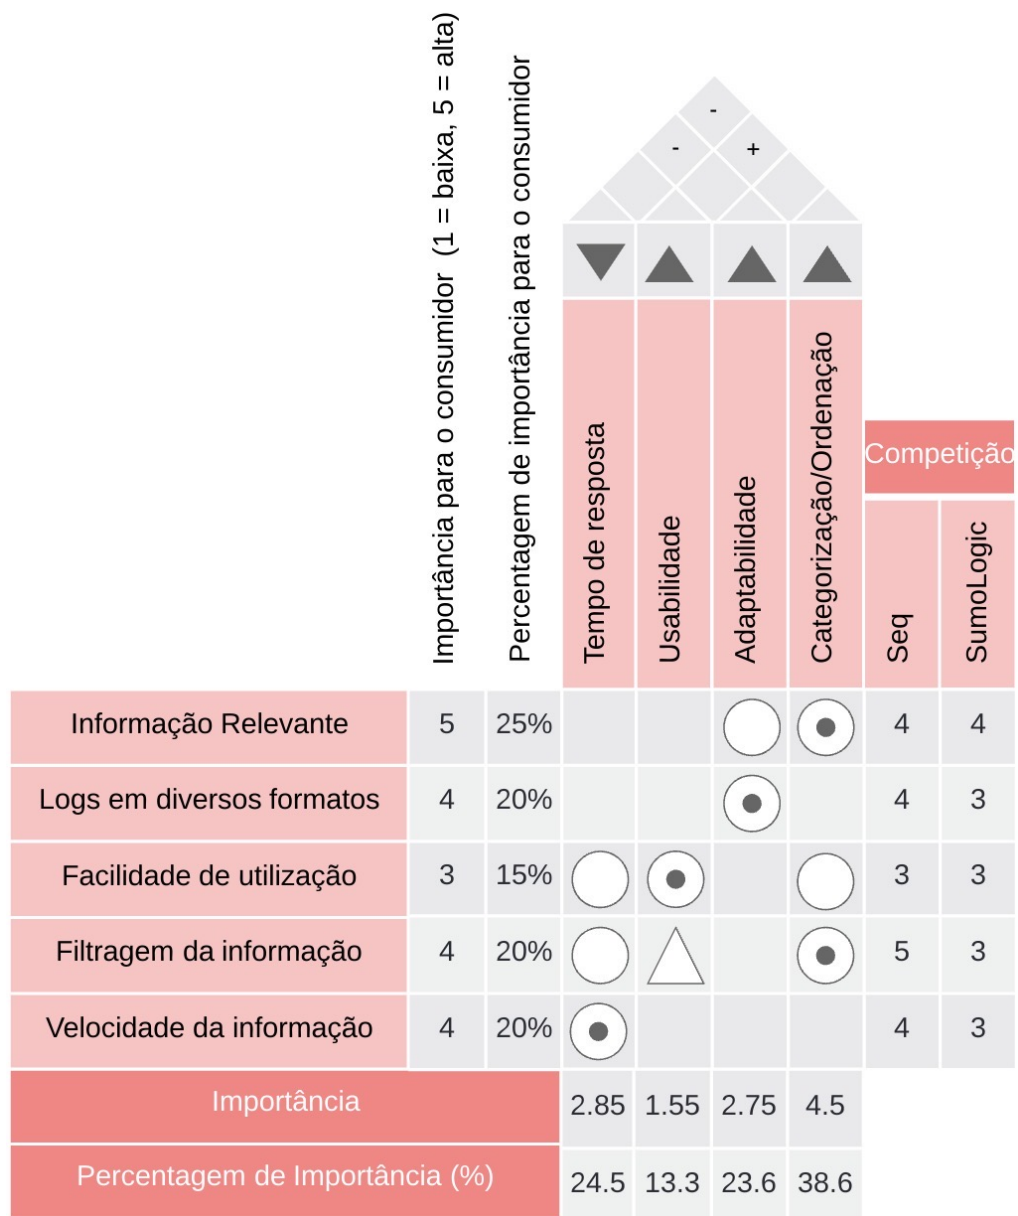 Importância para o consumidor (1 = baixa, 5 = alta)
Percentagem de importância para o consumidor
-
- +
Tempo de resposta
Usabilidade
Adaptabilidade
Categorização/Ordenação
Competição
Seq
SumoLogic
Informação Relevante 5 25% 4 4
Logs em diversos formatos 4 20% 4 3
Facilidade de utilização 3 15% 3 3
Filtragem da informação 4 20% 5 3
Velocidade da informação 4 20% 4 3
Importância 2.85 1.55 2.75 4.5
Percentagem de Importância (%) 24.5 13.3 23.6 38.6